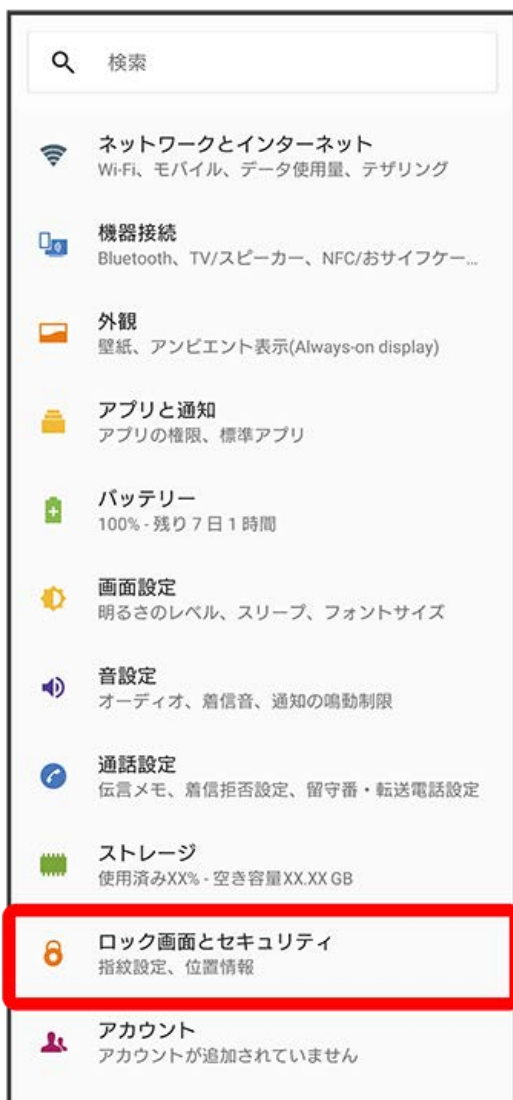 検索
ネットワークとインターネット
Wi-Fi、モバイル、データ使用量、テザリング
機器接続
Bluetooth、TV/スピーカー、NFC/おサイフケー...
外観
壁紙、アンビエント表示(Always-on display)
アプリと通知
アプリの権限、標準アプリ
バッテリー
100% - 残り 7 日 1 時間
画面設定
明るさのレベル、スリープ、フォントサイズ
音設定
オーディオ、着信音、通知の鳴動制限
通話設定
伝言メモ、着信拒否設定、留守番・転送電話設定
ストレージ
使用済みXX% - 空き容量XX.XX GB
ロック画面とセキュリティ
指紋設定、位置情報
アカウント
アカウントが追加されていません